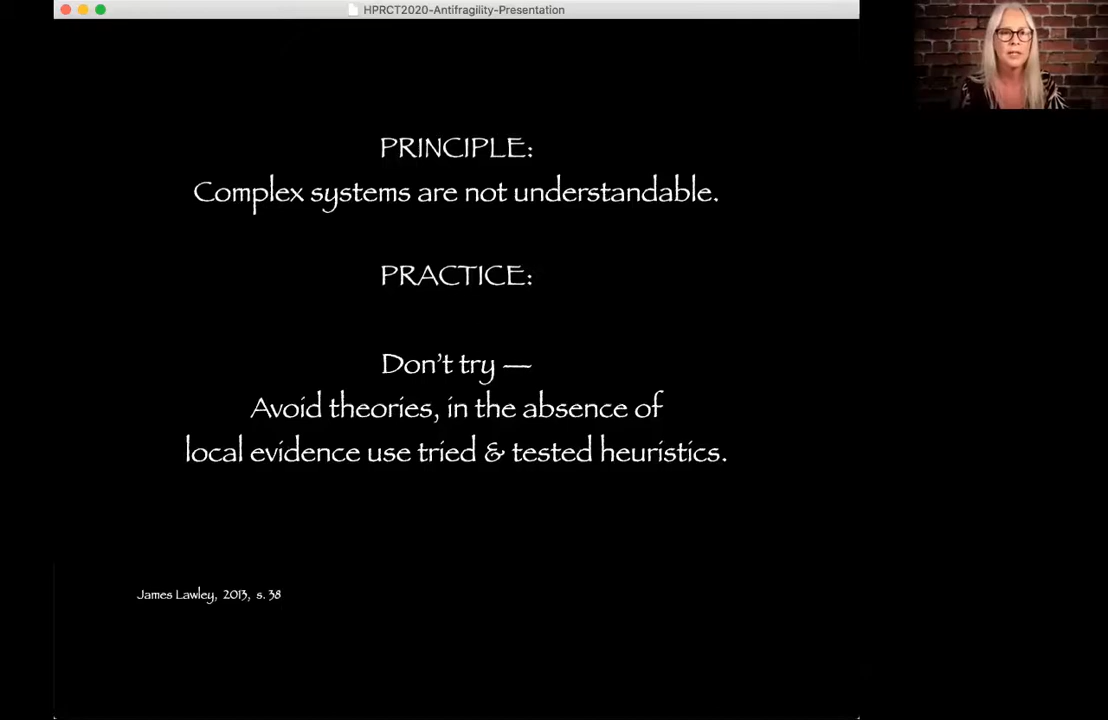 HPRCT2020-Antifragility-Presentation
PRINCIPLE:
Complex systems are not understandable.
PRACTICE:
Don't try —
Avoid theories, in the absence of
local evidence use tried & tested heuristics.
James Lawley, 2013, s. 38